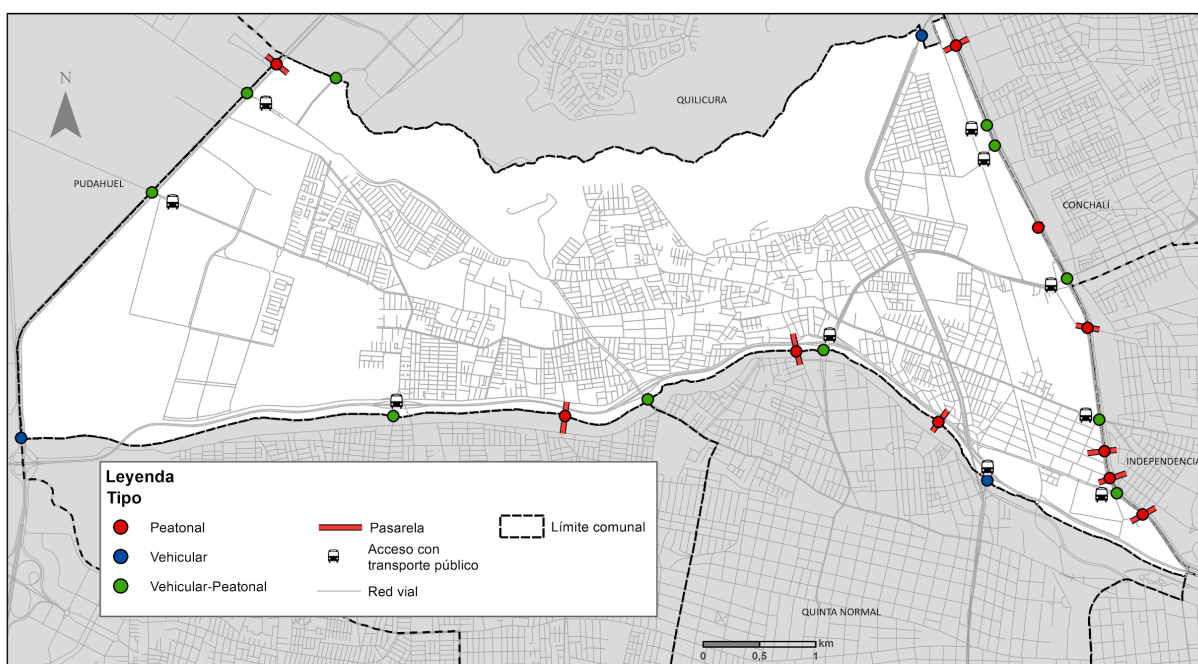 N
QUILICURA
PUDAHUEL
CONCHALÍ
INDEPENDENCIA
QUINTA NORMAL
Leyenda
Tipo
Peatonal
Vehicular
Vehicular-Peatonal
Pasarela
Acceso con
transporte público
Red vial
Límite comunal
km
0 0,5 1